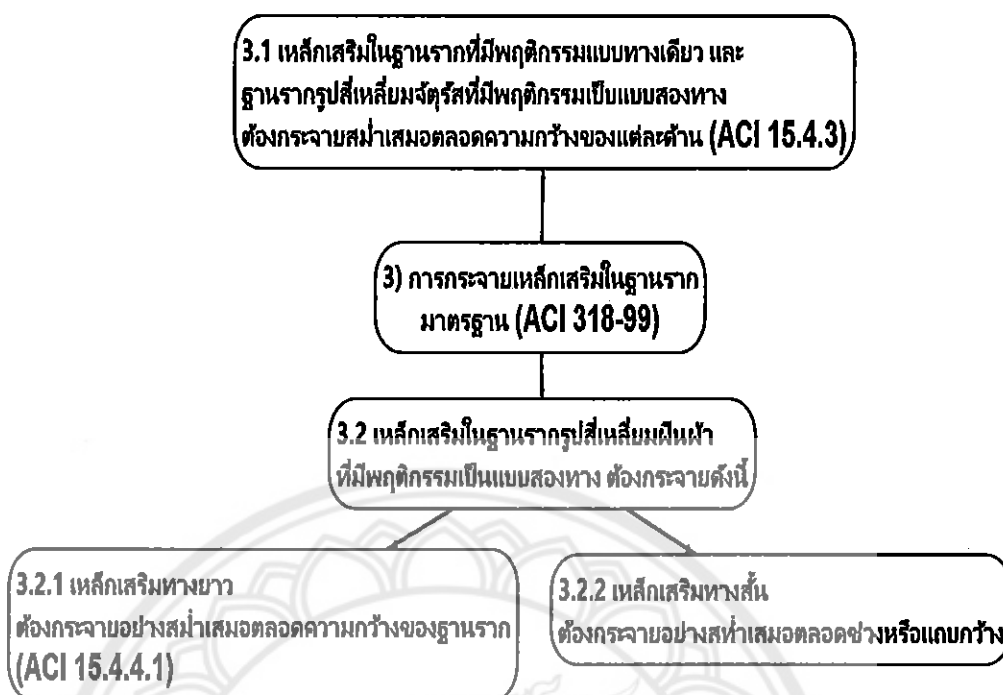 3.1 เหล็กเสริมในฐานรากที่มีพฤติกรรมแบบทางเดียว และ
ฐานรากรูปสี่เหลี่ยมจัตุรัสที่มีพฤติกรรมเป็บแบบสองทาง
ต้องกระจายสม่ำเสมอตลอดความกว้างของแต่ละด้าน (ACI 15.4.3)
3) การกระจายเหล็กเสริมในฐานราก
มาตรฐาน (ACI 318-99)
3.2 เหล็กเสริมในฐานรากรูปสี่เหลี่ยมผืนผ้า
ที่มีพฤติกรรมเป็นแบบสองทาง ต้องกระจายดังนี้
3.2.1 เหล็กเสริมทางยาว
ต้องกระจายอย่างสม่ำเสมอตลอดความกว้างของฐานราก
(ACI 15.4.4.1)
3.2.2 เหล็กเสริมทางสั้น
ต้องกระจายอย่างสท่ำเสมอตลอดช่วงหรือแถบกว้าง